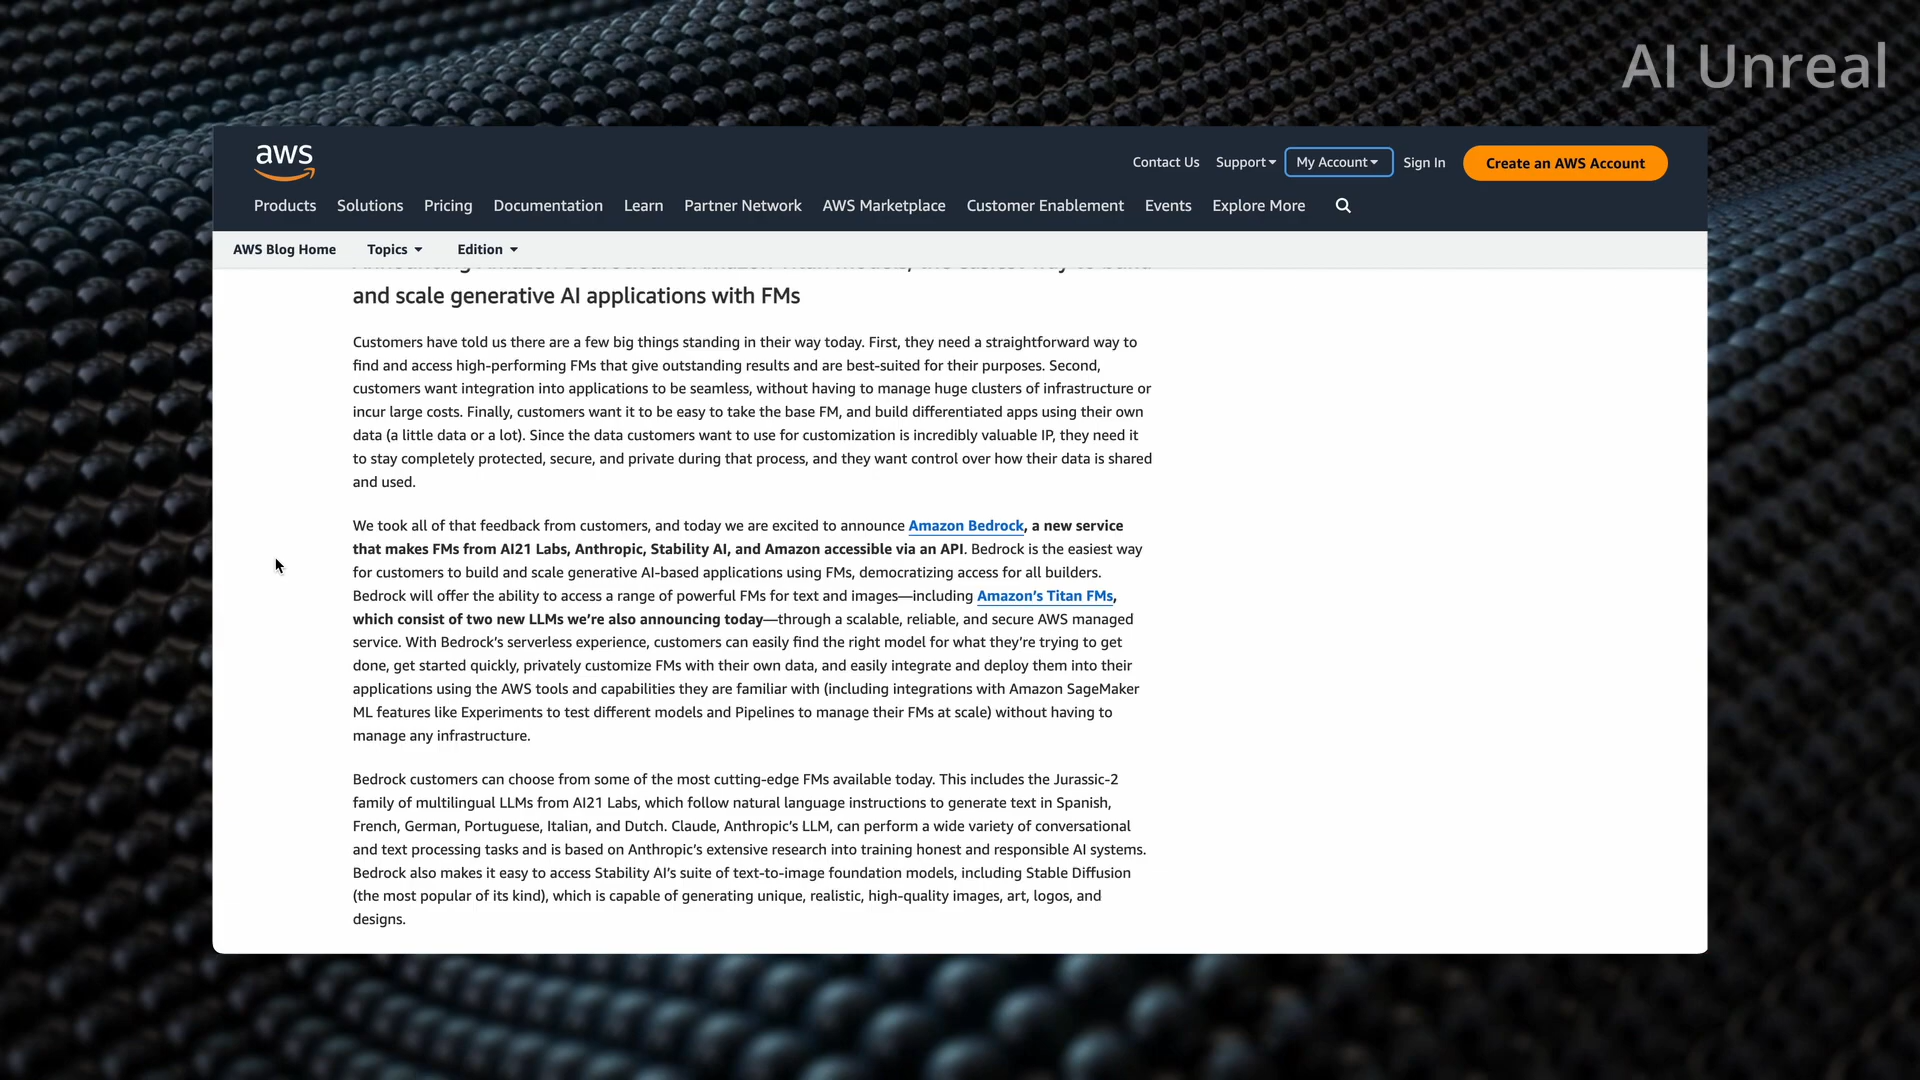 AI Unreal
aws
Contact Us Support My Account Sign In Create an AWS Account
Products Solutions Pricing Documentation Learn Partner Network AWS Marketplace Customer Enablement Events Explore More
AWS Blog Home Topics Edition
Announcing Amazon Bedrock and Amazon Titan models, the easiest way to build
and scale generative AI applications with FMs
Customers have told us there are a few big things standing in their way today. First, they need a straightforward way to
find and access high-performing FMs that give outstanding results and are best-suited for their purposes. Second,
customers want integration into applications to be seamless, without having to manage huge clusters of infrastructure or
incur large costs. Finally, customers want it to be easy to take the base FM, and build differentiated apps using their own
data (a little data or a lot). Since the data customers want to use for customization is incredibly valuable IP, they need it
to stay completely protected, secure, and private during that process, and they want control over how their data is shared
and used.
We took all of that feedback from customers, and today we are excited to announce Amazon Bedrock, a new service
that makes FMs from AI21 Labs, Anthropic, Stability AI, and Amazon accessible via an API. Bedrock is the easiest way
for customers to build and scale generative AI-based applications using FMs, democratizing access for all builders.
Bedrock will offer the ability to access a range of powerful FMs for text and images—including Amazon’s Titan FMs,
which consist of two new LLMs we’re also announcing today—through a scalable, reliable, and secure AWS managed
service. With Bedrock’s serverless experience, customers can easily find the right model for what they’re trying to get
done, get started quickly, privately customize FMs with their own data, and easily integrate and deploy them into their
applications using the AWS tools and capabilities they are familiar with (including integrations with Amazon SageMaker
ML features like Experiments to test different models and Pipelines to manage their FMs at scale) without having to
manage any infrastructure.
Bedrock customers can choose from some of the most cutting-edge FMs available today. This includes the Jurassic-2
family of multilingual LLMs from AI21 Labs, which follow natural language instructions to generate text in Spanish,
French, German, Portuguese, Italian, and Dutch. Claude, Anthropic’s LLM, can perform a wide variety of conversational
and text processing tasks and is based on Anthropic’s extensive research into training honest and responsible AI systems.
Bedrock also makes it easy to access Stability AI’s suite of text-to-image foundation models, including Stable Diffusion
(the most popular of its kind), which is capable of generating unique, realistic, high-quality images, art, logos, and
designs.